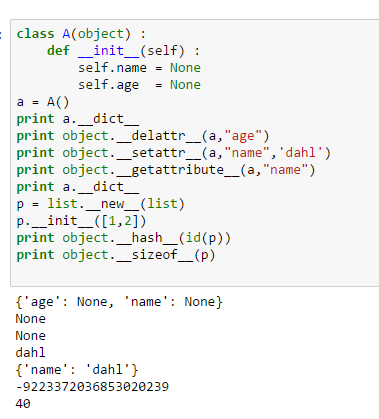 class A(object) :
    def __init__(self) :
        self.name = None
        self.age  = None
a = A()
print a.__dict__
print object.__delattr__(a,"age")
print object.__setattr__(a,"name",'dahl')
print object.__getattribute__(a,"name")
print a.__dict__
p = list.__new__(list)
p.__init__([1,2])
print object.__hash__(id(p))
print object.__sizeof__(p)
{'age': None, 'name': None}
None
None
dahl
{'name': 'dahl'}
-9223372036853020239
40